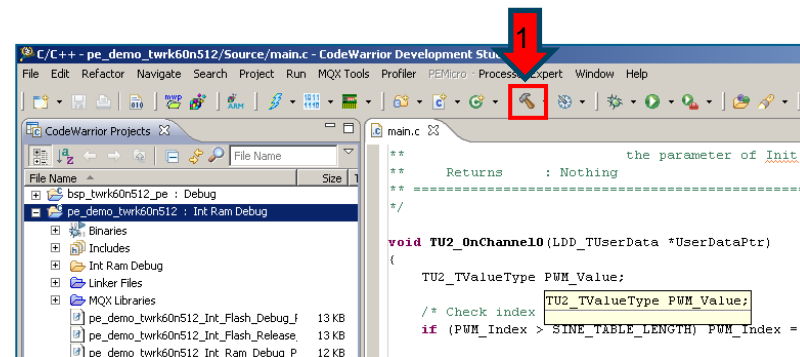 1
C/C++ - pe_demo_twrk60n512/Source/main.c - CodeWarrior Development Stu
File Edit Refactor Navigate Search Project Run MQX Tools Profiler PEMicro Processor Expert Window Help
CodeWarrior Projects
main.c
File Name
File Name Size T
bsp_twrk60n512_pe : Debug
pe_demo_twrk60n512 : Int Ram Debug
Binaries
Includes
Int Ram Debug
Linker Files
MQX Libraries
pe_demo_twrk60n512_Int_Flash_Debug_F 13 KB
pe_demo_twrk60n512_Int_Flash_Release_ 13 KB
pe_demo_twrk60n512_Int_Ram_Debug_P 12 KB
** the parameter of Init
** Returns : Nothing
** ===================================================
*/
void TU2_OnChannel0(LDD_TUserData *UserDataPtr)
{
TU2_TValueType PWM_Value;
TU2_TValueType PWM_Value;
/* Check index
if (PWM_Index > SINE_TABLE_LENGTH) PWM_Index =